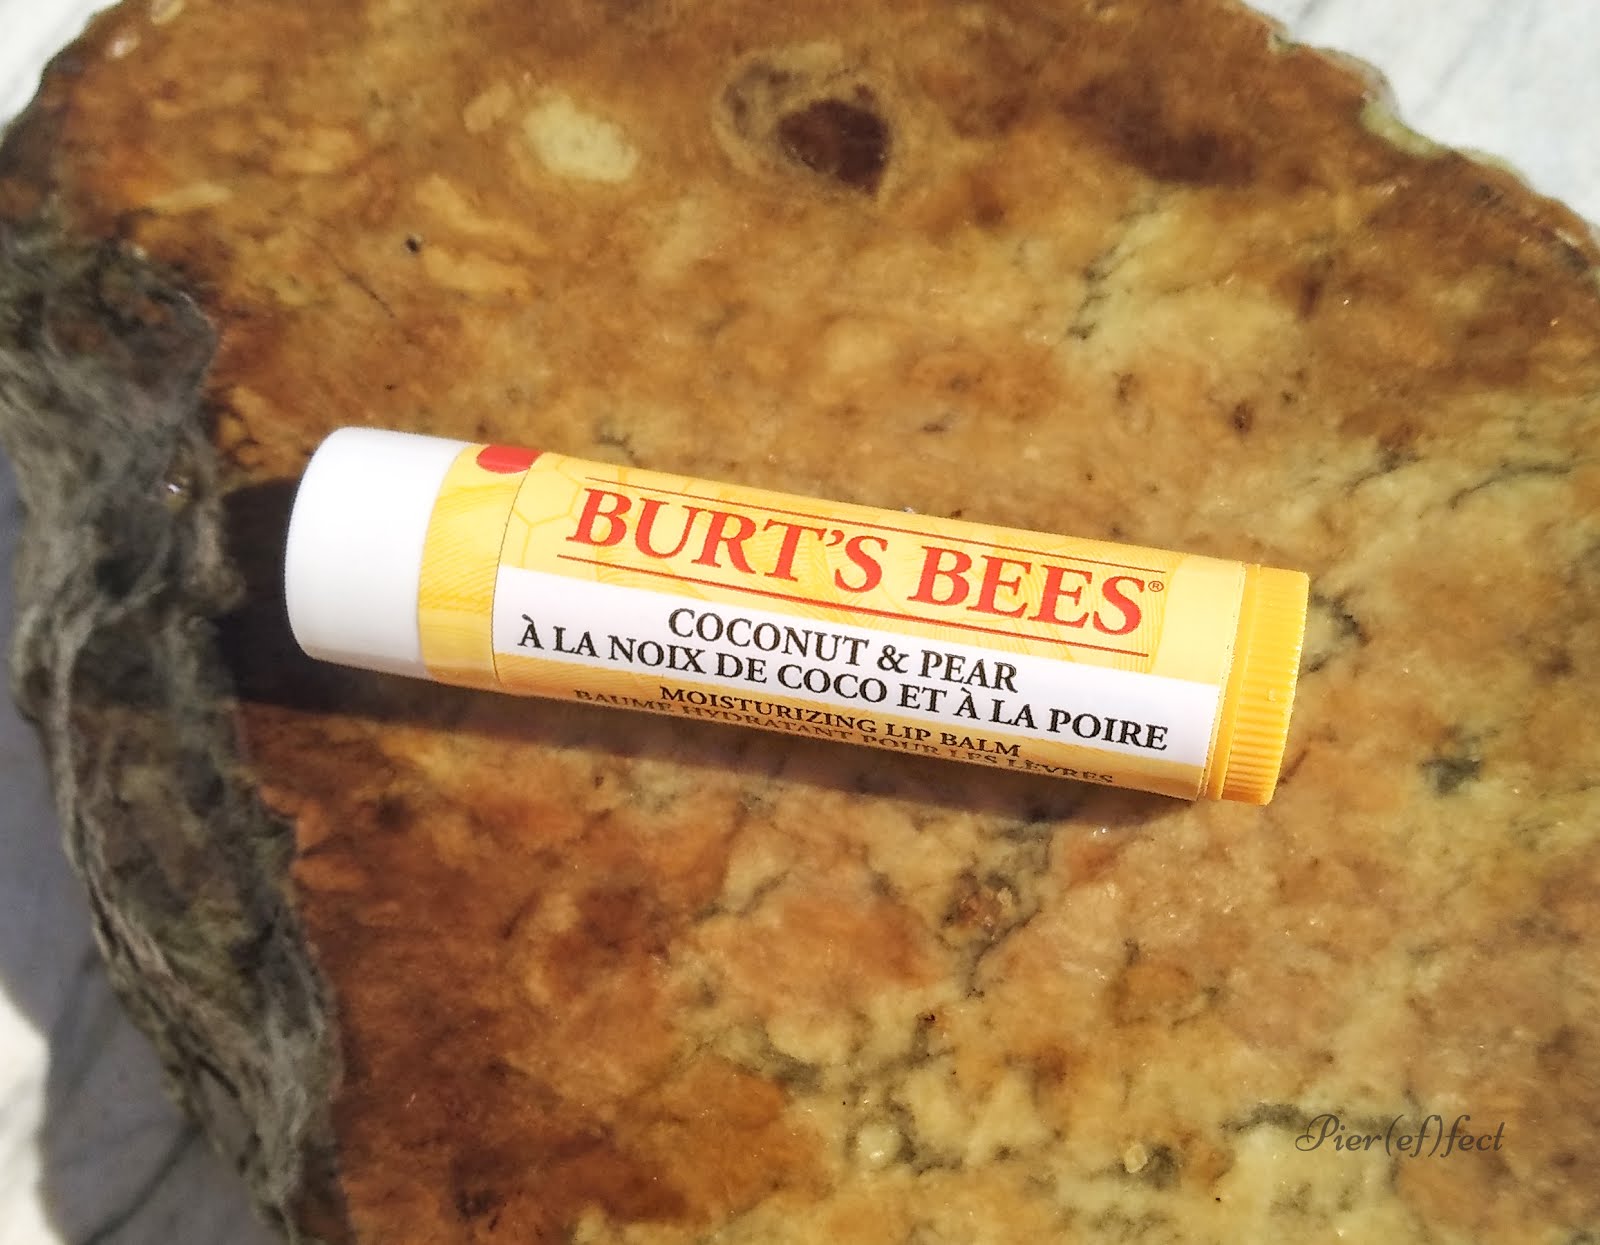 BURT'S BEES®
COCONUT & PEAR
À LA NOIX DE COCO ET À LA POIRE
MOISTURIZING LIP BALM
BAUME HYDRATANT POUR LES LÈVRES
Pier(ef)fect